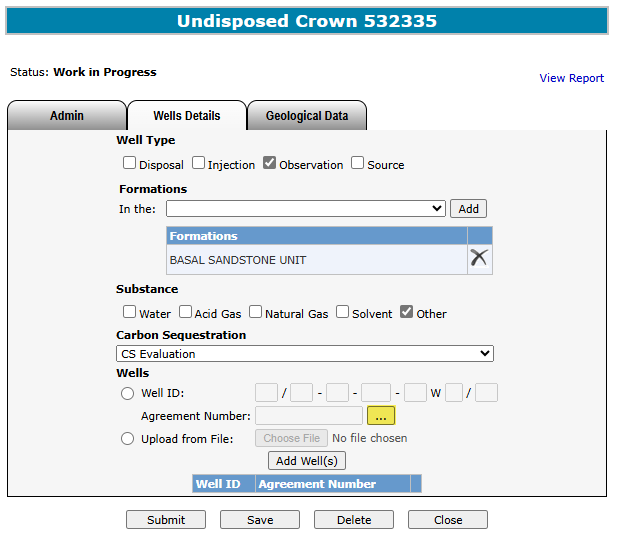 Undisposed Crown 532335
Status: Work in Progress
View Report
Admin Wells Details Geological Data
Well Type
Disposal Injection Observation Source
Formations
In the: Add
Formations
BASAL SANDSTONE UNIT
Substance
Water Acid Gas Natural Gas Solvent Other
Carbon Sequestration
CS Evaluation
Wells
Well ID: / - - - W /
Agreement Number: ...
Upload from File: Choose File No file chosen
Add Well(s)
Well ID Agreement Number
Submit Save Delete Close